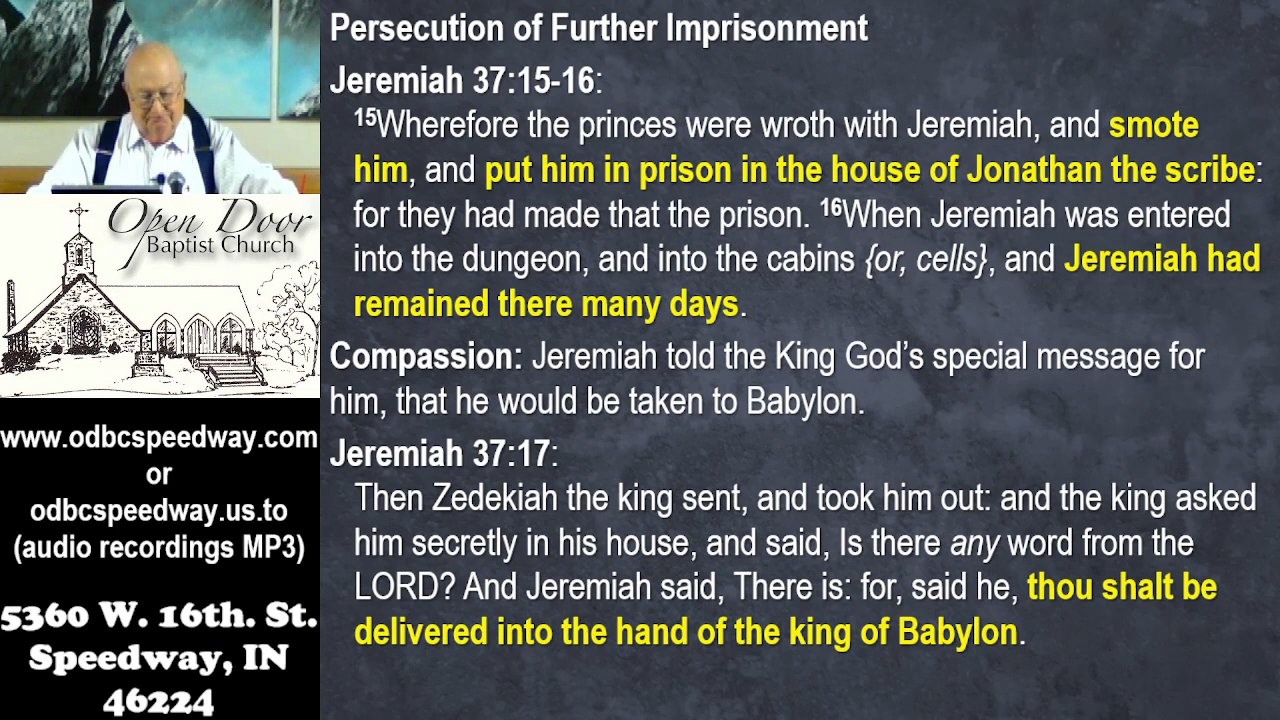 Persecution of Further Imprisonment
Jeremiah 37:15-16:
15Wherefore the princes were wroth with Jeremiah, and smote
him, and put him in prison in the house of Jonathan the scribe:
for they had made that the prison. 16When Jeremiah was entered
into the dungeon, and into the cabins {or, cells}, and Jeremiah had
remained there many days.
Compassion: Jeremiah told the King God’s special message for
him, that he would be taken to Babylon.
Jeremiah 37:17:
Then Zedekiah the king sent, and took him out: and the king asked
him secretly in his house, and said, Is there any word from the
LORD? And Jeremiah said, There is: for, said he, thou shalt be
delivered into the hand of the king of Babylon.
Open Door
Baptist Church
www.odbcspeedway.com
or
odbcspeedway.us.to
(audio recordings MP3)
5360 W. 16th. St.
Speedway, IN
46224